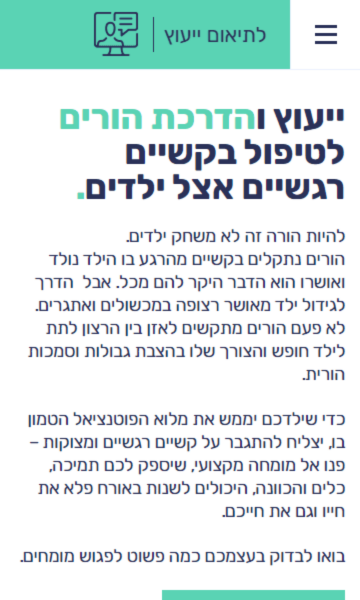 לתיאום ייעוץ
ייעוץ והדרכת הורים
לטיפול בקשיים
רגשיים אצל ילדים.
להיות הורה זה לא משחק ילדים.
הורים נתקלים בקשיים מהרגע בו הילד נולד
ואושרו הוא הדבר היקר להם מכל. אבל הדרך
לגידול ילד מאושר רצופה במכשולים ואתגרים.
לא פעם הורים מתקשים לאזן בין הרצון לתת
לילד חופש והצורך שלו בהצבת גבולות וסמכות
הורית.
כדי שילדכם יממש את מלוא הפוטנציאל הטמון
בו, יצליח להתגבר על קשיים רגשיים ומצוקות –
פנו אל מומחה מקצועי, שיספק לכם תמיכה,
כלים והכוונה, היכולים לשנות באורח פלא את
חייו וגם את חייכם.
בואו לבדוק בעצמכם כמה פשוט לפגוש מומחים.